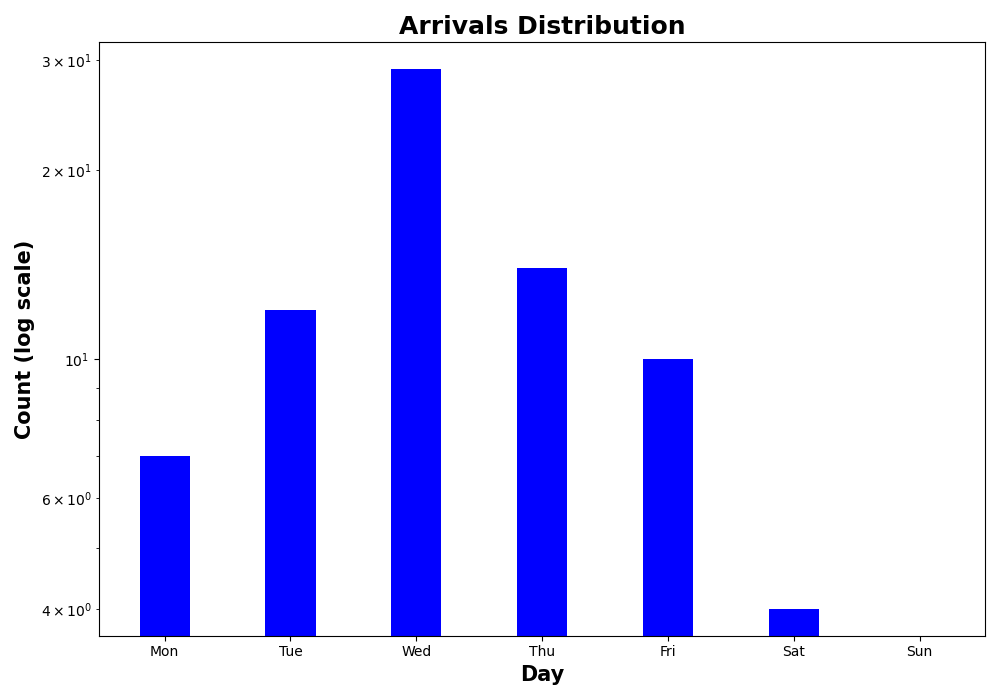 Arrivals Distribution
Count (log scale)
3 × 10¹
2 × 10¹
10¹
6 × 10⁰
4 × 10⁰
Mon Tue Wed Thu Fri Sat Sun
Day